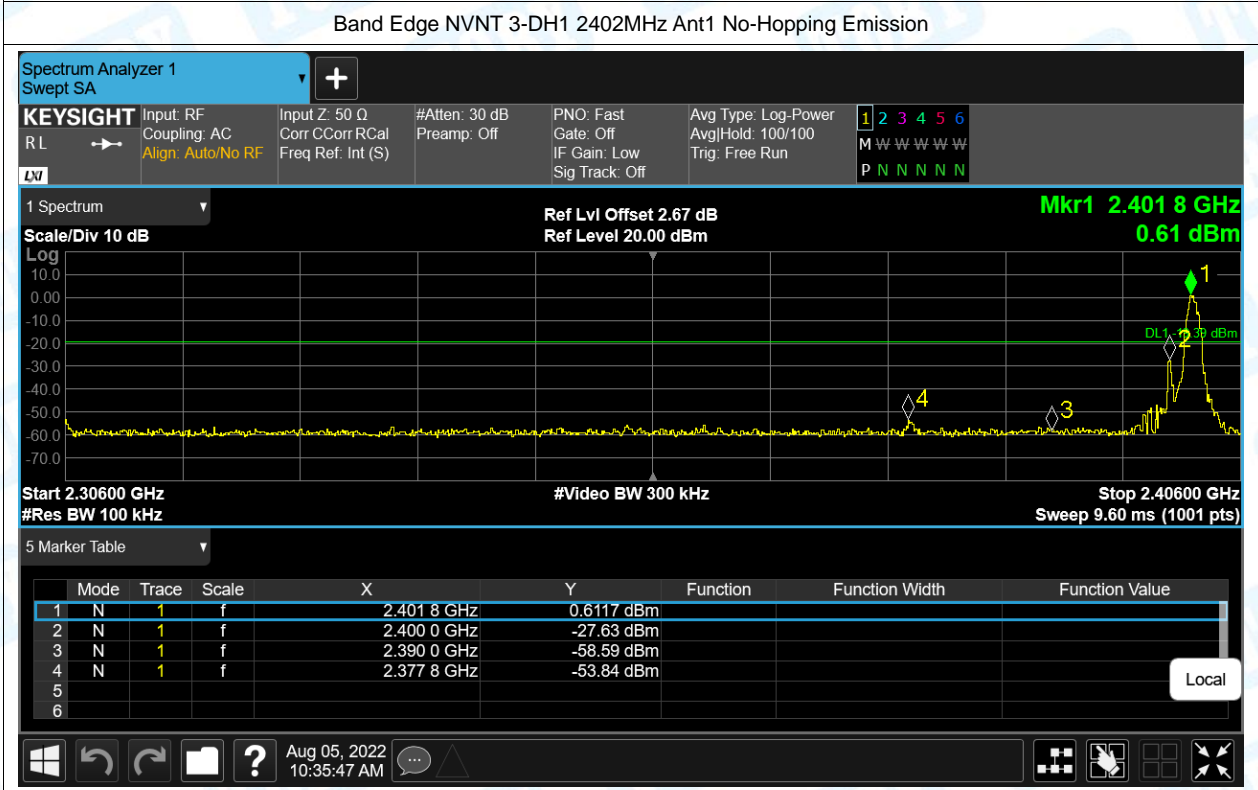 Band Edge NVNT 3-DH1 2402MHz Ant1 No-Hopping Emission
Spectrum Analyzer 1
Swept SA
KEYSIGHT
RL
LXI
Input: RF
Coupling: AC
Align: Auto/No RF
Input Z: 50 Ω
Corr CCorr RCal
Freq Ref: Int (S)
#Atten: 30 dB
Preamp: Off
PNO: Fast
Gate: Off
IF Gain: Low
Sig Track: Off
Avg Type: Log-Power
Avg|Hold: 100/100
Trig: Free Run
1 2 3 4 5 6
M W W W W W
P N N N N N
1 Spectrum
Scale/Div 10 dB
Ref Lvl Offset 2.67 dB
Ref Level 20.00 dBm
Mkr1 2.401 8 GHz
0.61 dBm
Log
10.0
0.00
-10.0
-20.0
-30.0
-40.0
-50.0
-60.0
-70.0
1
DL1 -19.39 dBm
2
4
3
Start 2.30600 GHz
#Video BW 300 kHz
Stop 2.40600 GHz
#Res BW 100 kHz
Sweep 9.60 ms (1001 pts)
5 Marker Table
Mode Trace Scale X Y Function Function Width Function Value
1 N 1 f 2.401 8 GHz 0.6117 dBm
2 N 1 f 2.400 0 GHz -27.63 dBm
3 N 1 f 2.390 0 GHz -58.59 dBm
4 N 1 f 2.377 8 GHz -53.84 dBm
5
6
Local
?
Aug 05, 2022
10:35:47 AM